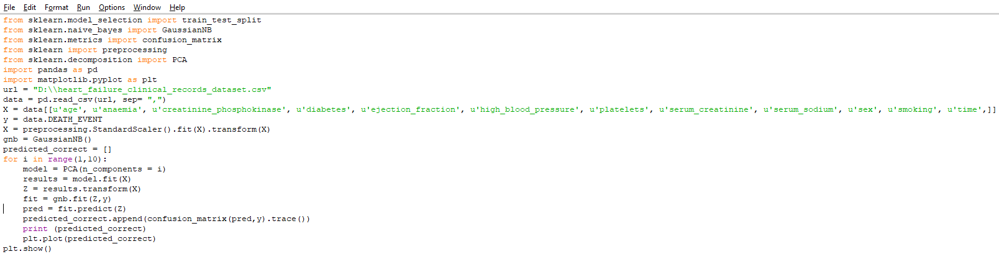 File Edit Format Run Options Window Help
from sklearn.model_selection import train_test_split
from sklearn.naive_bayes import GaussianNB
from sklearn.metrics import confusion_matrix
from sklearn import preprocessing
from sklearn.decomposition import PCA
import pandas as pd
import matplotlib.pyplot as plt
url = "D:\\heart_failure_clinical_records_dataset.csv"
data = pd.read_csv(url, sep= ",")
X = data[[u'age', u'anaemia', u'creatinine_phosphokinase', u'diabetes', u'ejection_fraction', u'high_blood_pressure', u'platelets', u'serum_creatinine', u'serum_sodium', u'sex', u'smoking', u'time',]]
y = data.DEATH_EVENT
X = preprocessing.StandardScaler().fit(X).transform(X)
gnb = GaussianNB()
predicted_correct = []
for i in range(1,10):
    model = PCA(n_components = i)
    results = model.fit(X)
    Z = results.transform(X)
    fit = gnb.fit(Z,y)
    pred = fit.predict(Z)
    predicted_correct.append(confusion_matrix(pred,y).trace())
    print (predicted_correct)
    plt.plot(predicted_correct)
plt.show()